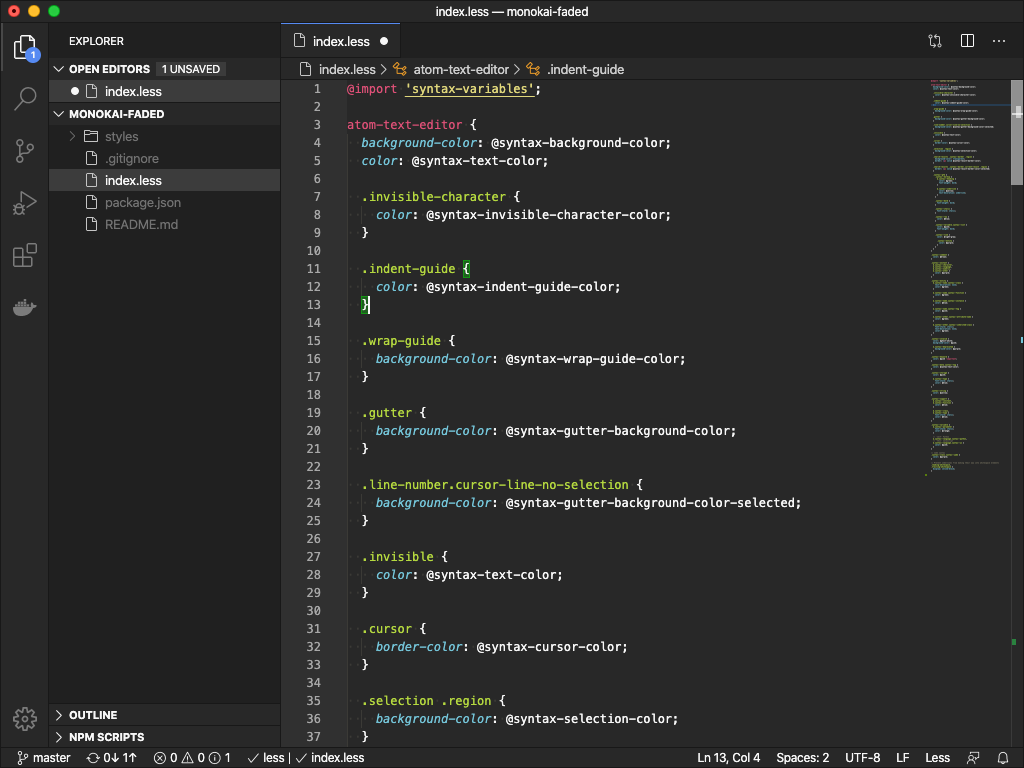 index.less — monokai-faded
EXPLORER
1
OPEN EDITORS 1 UNSAVED
index.less
MONOKAI-FADED
styles
.gitignore
index.less
package.json
README.md
OUTLINE
NPM SCRIPTS
index.less
index.less > atom-text-editor > .indent-guide
1 @import 'syntax-variables';
2
3 atom-text-editor {
4 background-color: @syntax-background-color;
5 color: @syntax-text-color;
6
7 .invisible-character {
8 color: @syntax-invisible-character-color;
9 }
10
11 .indent-guide {
12 color: @syntax-indent-guide-color;
13 }
14
15 .wrap-guide {
16 background-color: @syntax-wrap-guide-color;
17 }
18
19 .gutter {
20 background-color: @syntax-gutter-background-color;
21 }
22
23 .line-number.cursor-line-no-selection {
24 background-color: @syntax-gutter-background-color-selected;
25 }
26
27 .invisible {
28 color: @syntax-text-color;
29 }
30
31 .cursor {
32 border-color: @syntax-cursor-color;
33 }
34
35 .selection .region {
36 background-color: @syntax-selection-color;
37 }
master 0↓ 1↑ 0 0 1 ✓ less | ✓ index.less Ln 13, Col 4 Spaces: 2 UTF-8 LF Less